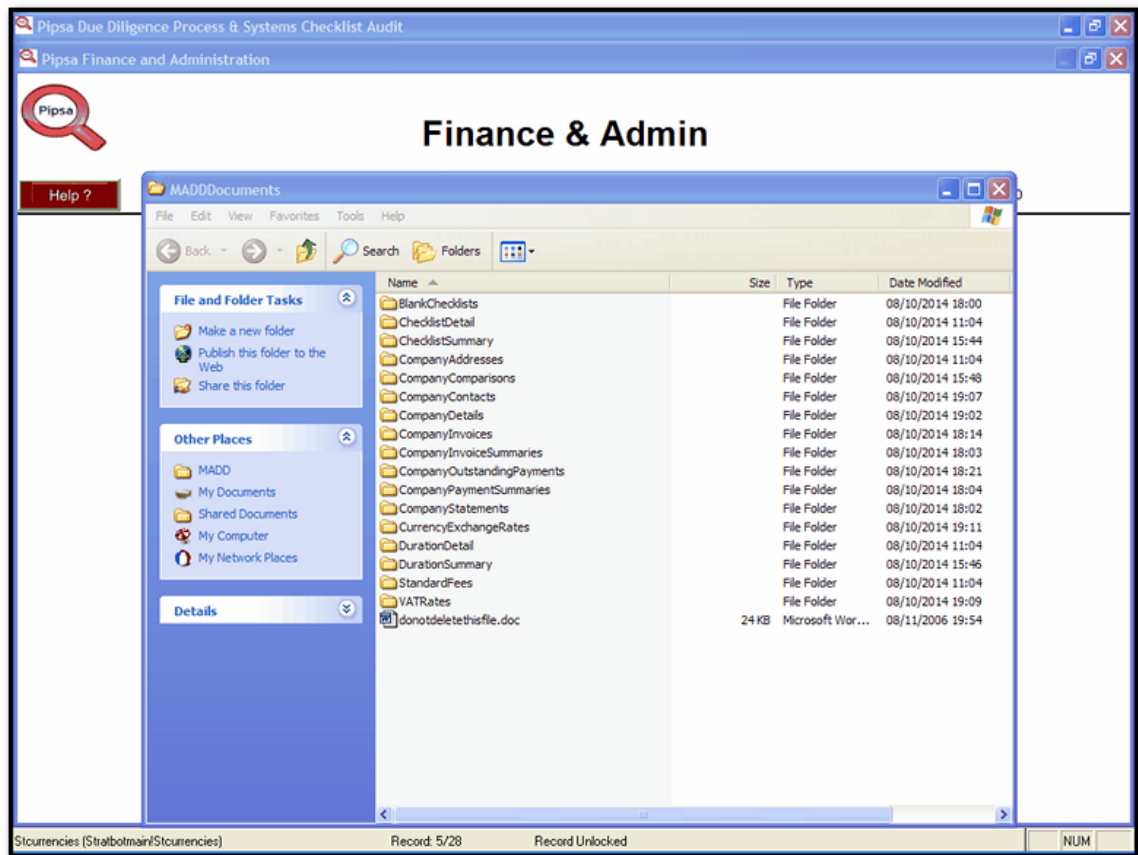 Pipsa Due Diligence Process & Systems Checklist Audit
Pipsa Finance and Administration
Pipsa
Finance & Admin
Help ?
MADDDocuments
File Edit View Favorites Tools Help
Back Search Folders
Name Size Type Date Modified
File and Folder Tasks
Make a new folder
Publish this folder to the
Web
Share this folder
Other Places
MADD
My Documents
Shared Documents
My Computer
My Network Places
Details
BlankChecklists File Folder 08/10/2014 18:00
ChecklistDetail File Folder 08/10/2014 11:04
ChecklistSummary File Folder 08/10/2014 15:44
CompanyAddresses File Folder 08/10/2014 11:04
CompanyComparisons File Folder 08/10/2014 15:48
CompanyContacts File Folder 08/10/2014 19:07
CompanyDetails File Folder 08/10/2014 19:02
CompanyInvoices File Folder 08/10/2014 18:14
CompanyInvoiceSummaries File Folder 08/10/2014 18:03
CompanyOutstandingPayments File Folder 08/10/2014 18:21
CompanyPaymentSummaries File Folder 08/10/2014 18:04
CompanyStatements File Folder 08/10/2014 18:02
CurrencyExchangeRates File Folder 08/10/2014 19:11
DurationDetail File Folder 08/10/2014 11:04
DurationSummary File Folder 08/10/2014 15:46
StandardFees File Folder 08/10/2014 11:04
VATRates File Folder 08/10/2014 19:09
donotdeletethisfile.doc 24 KB Microsoft Wor... 08/11/2006 19:54
Stcurrencies (Stratbotmain!Stcurrencies) Record: 5/28 Record Unlocked NUM